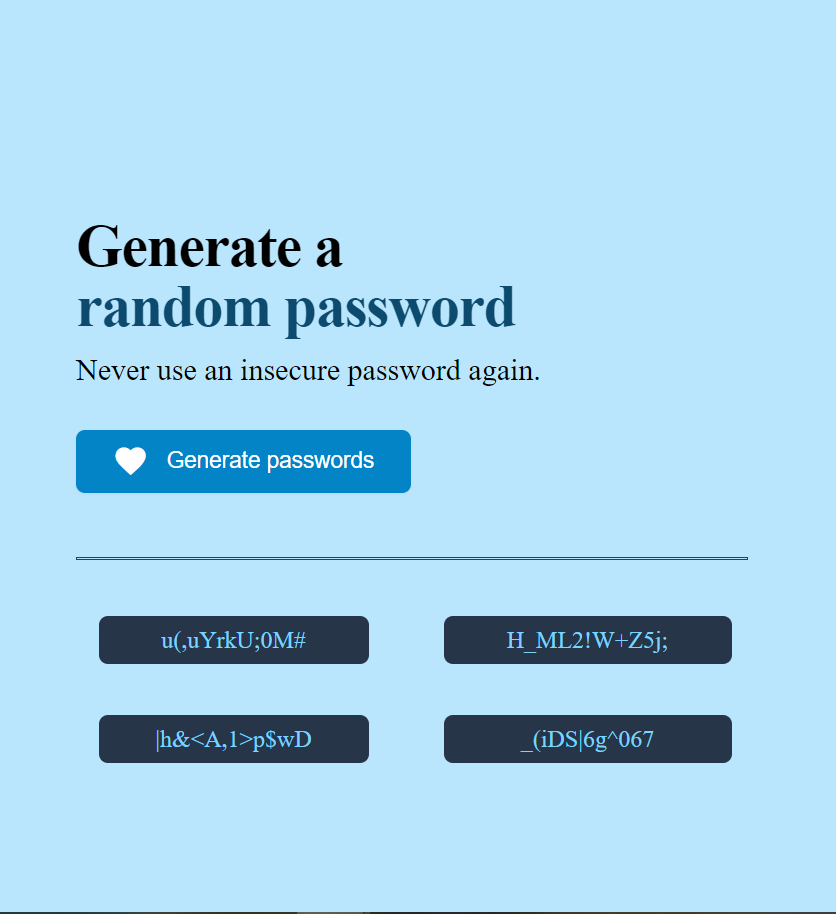 Generate a
random password
Never use an insecure password again.
Generate passwords
u(,uYrkU;0M#
H_ML2!W+Z5j;
|h&<A,1>p$wD
_(iDS|6g^067